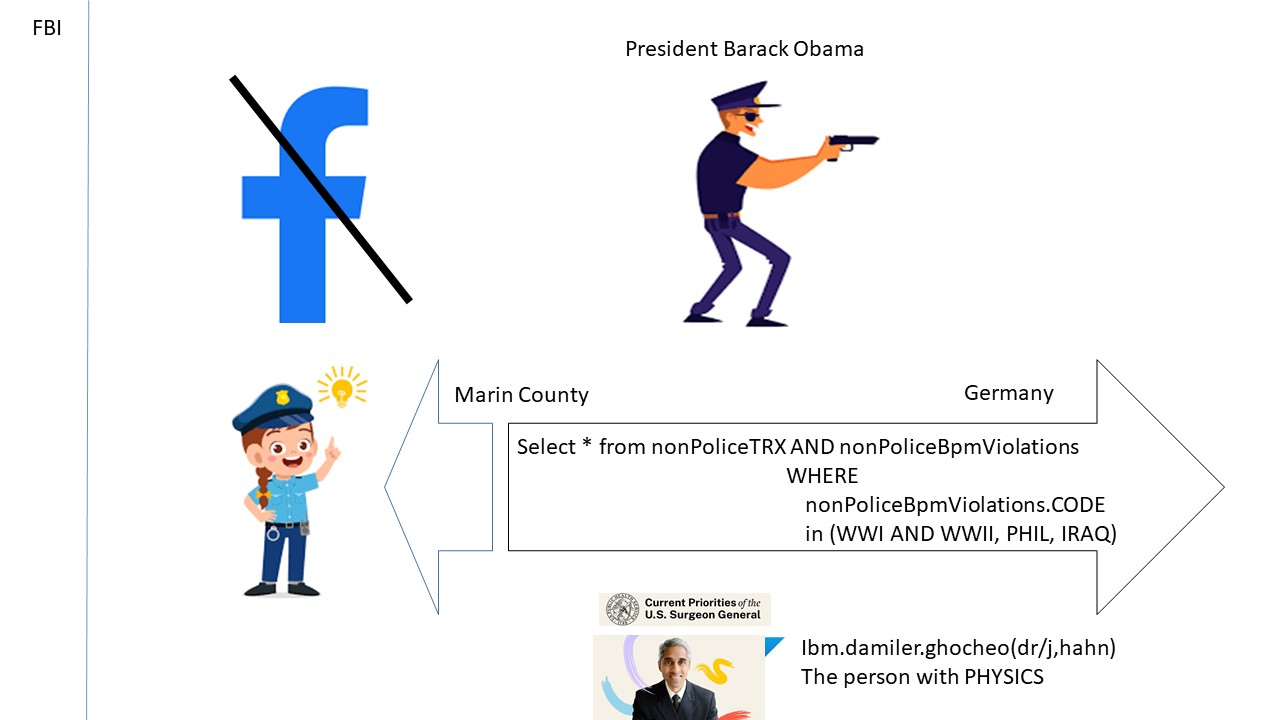 FBI
President Barack Obama
Marin County
Germany
Select * from nonPoliceTRX AND nonPoliceBpmViolations
WHERE
nonPoliceBpmViolations.CODE
in (WWI AND WWII, PHIL, IRAQ)
Current Priorities of the
U.S. Surgeon General
Ibm.damiler.ghocheo(dr/j,hahn)
The person with PHYSICS